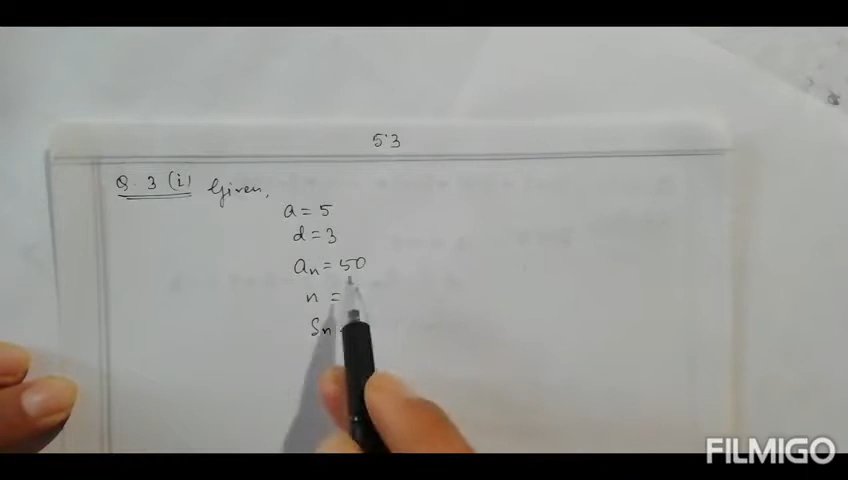 5.3
Q. 3 (i) Given,
a = 5
d = 3
an = 50
n =
Sn
FILMIGO